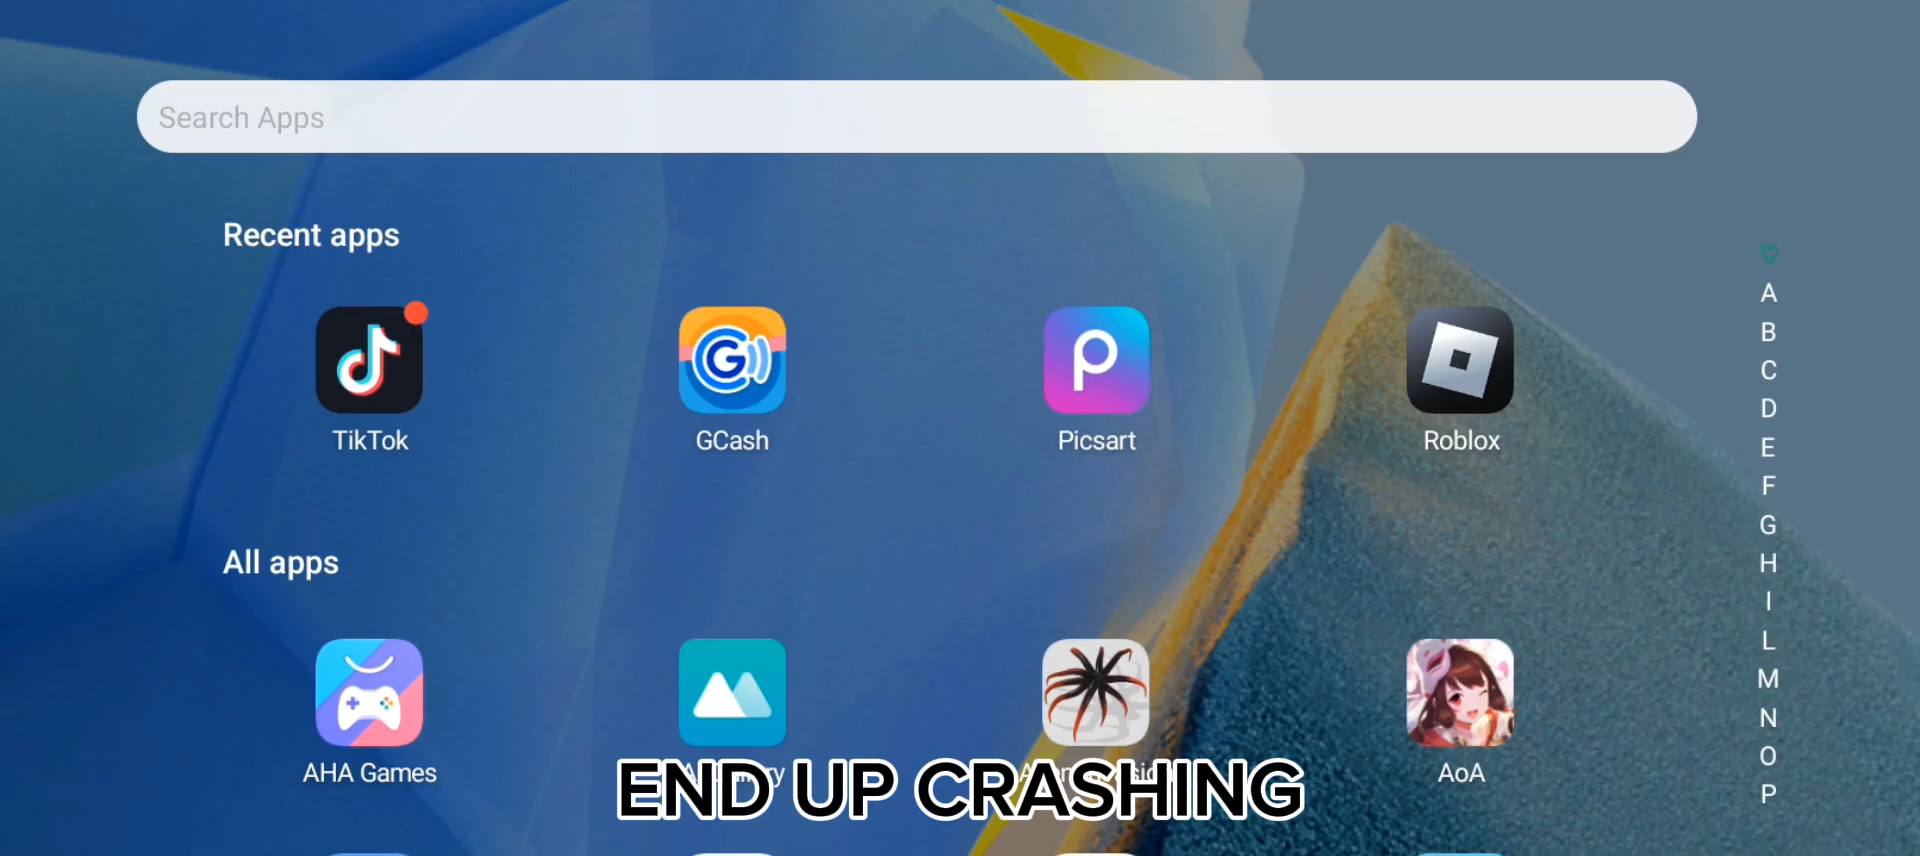 Search Apps
Recent apps
TikTok
GCash
Picsart
Roblox
All apps
AHA Games
AoA
END UP CRASHING
A
B
C
D
E
F
G
H
I
L
M
N
O
P